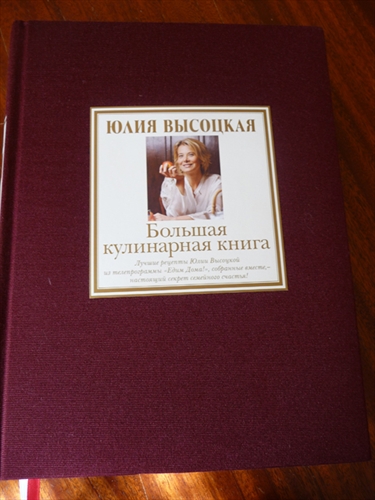 ЮЛИЯ ВЫСОЦКАЯ
Большая
кулинарная книга
Лучшие рецепты Юлии Высоцкой
из телепрограммы «Едим Дома!», собранные вместе,–
настоящий секрет семейного счастья!